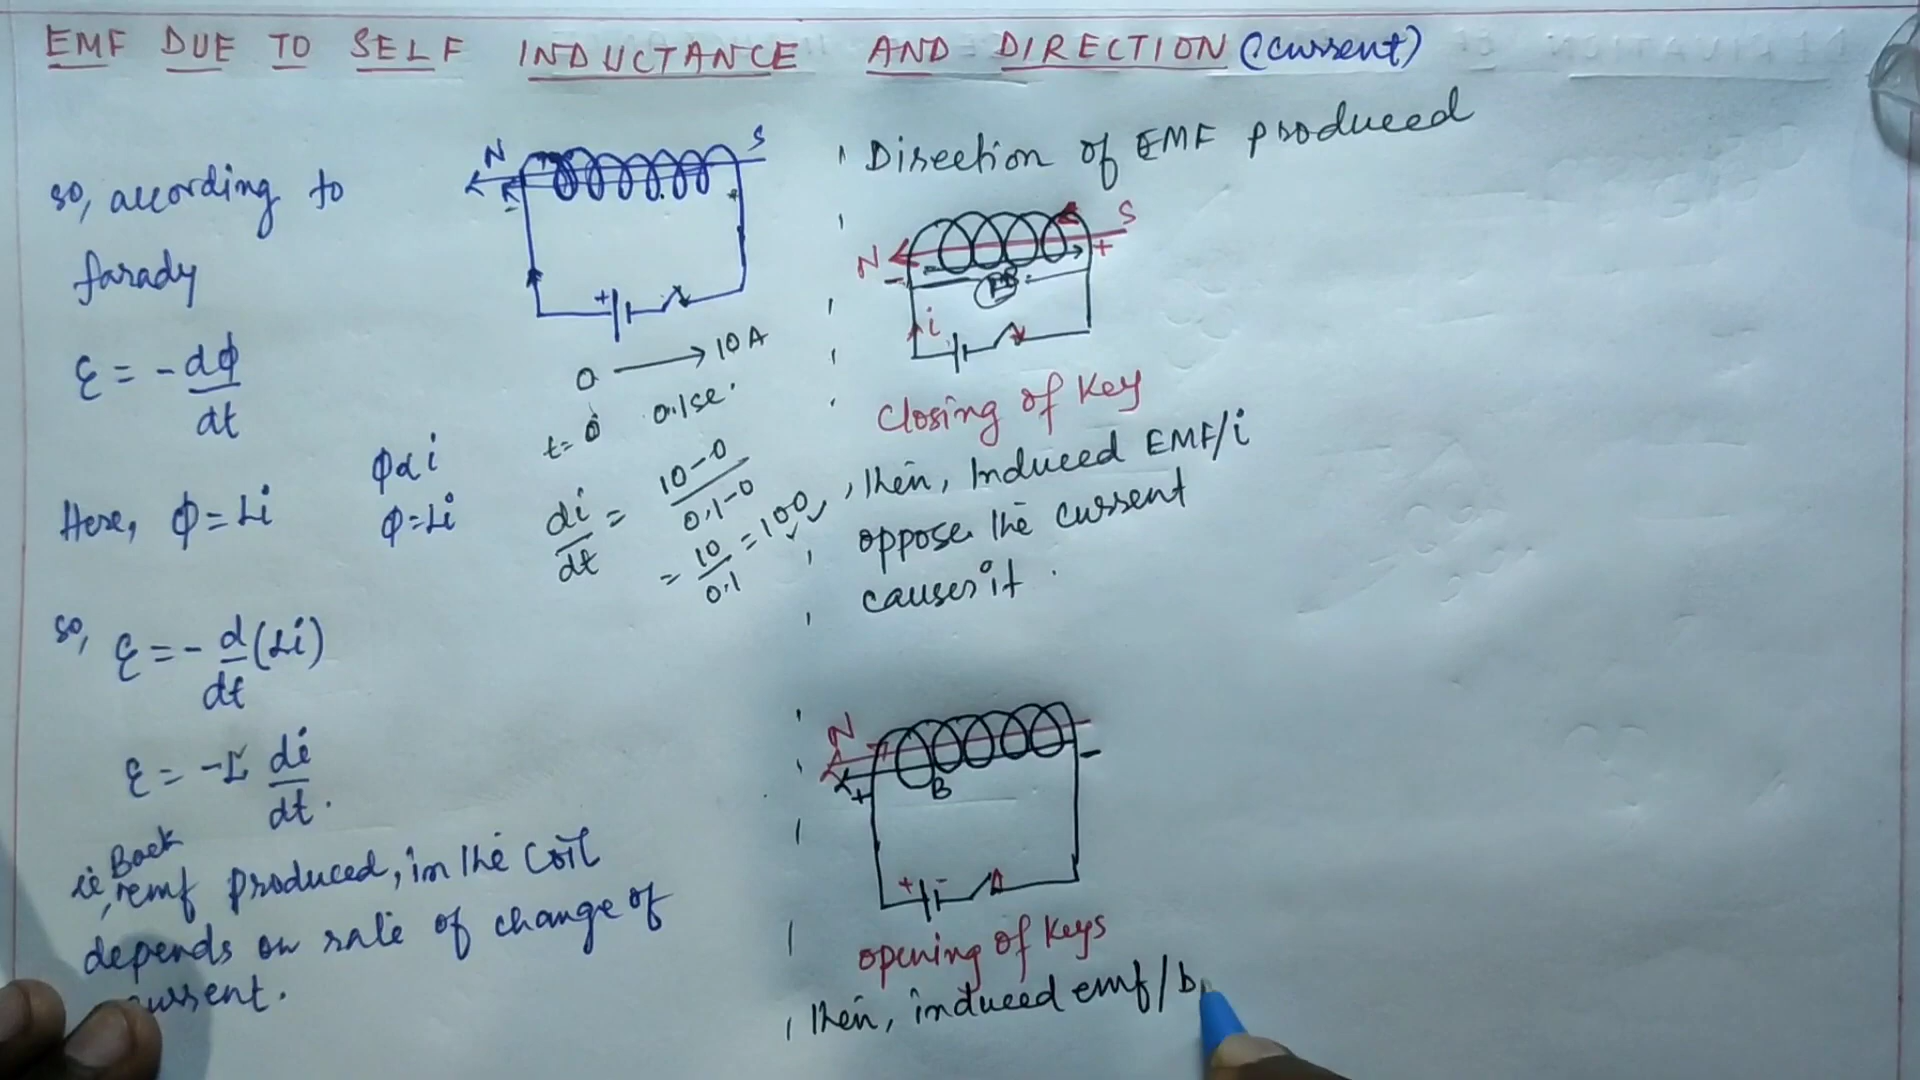 EMF DUE TO SELF INDUCTANCE AND DIRECTION (current)
so, according to
farady
ε = - dϕ
dt
Here, ϕ = Li
ϕ α i
ϕ = Li
so, ε = - d (Li)
dt
ε = - L di
dt .
ie, Back
emf produced, in the coil
depends on rate of change of
current.
N S
-
+
0 → 10 A
t = 0 0.1se.
di = 10-0
dt 0.1-0
= 10 = 100
0.1
Direction of EMF produced
N S
- +
i
Closing of Key
, then, Induced EMF/i
oppose the current
causes it .
N
+ B -
+ -
opening of Keys
, then, induced emf/b